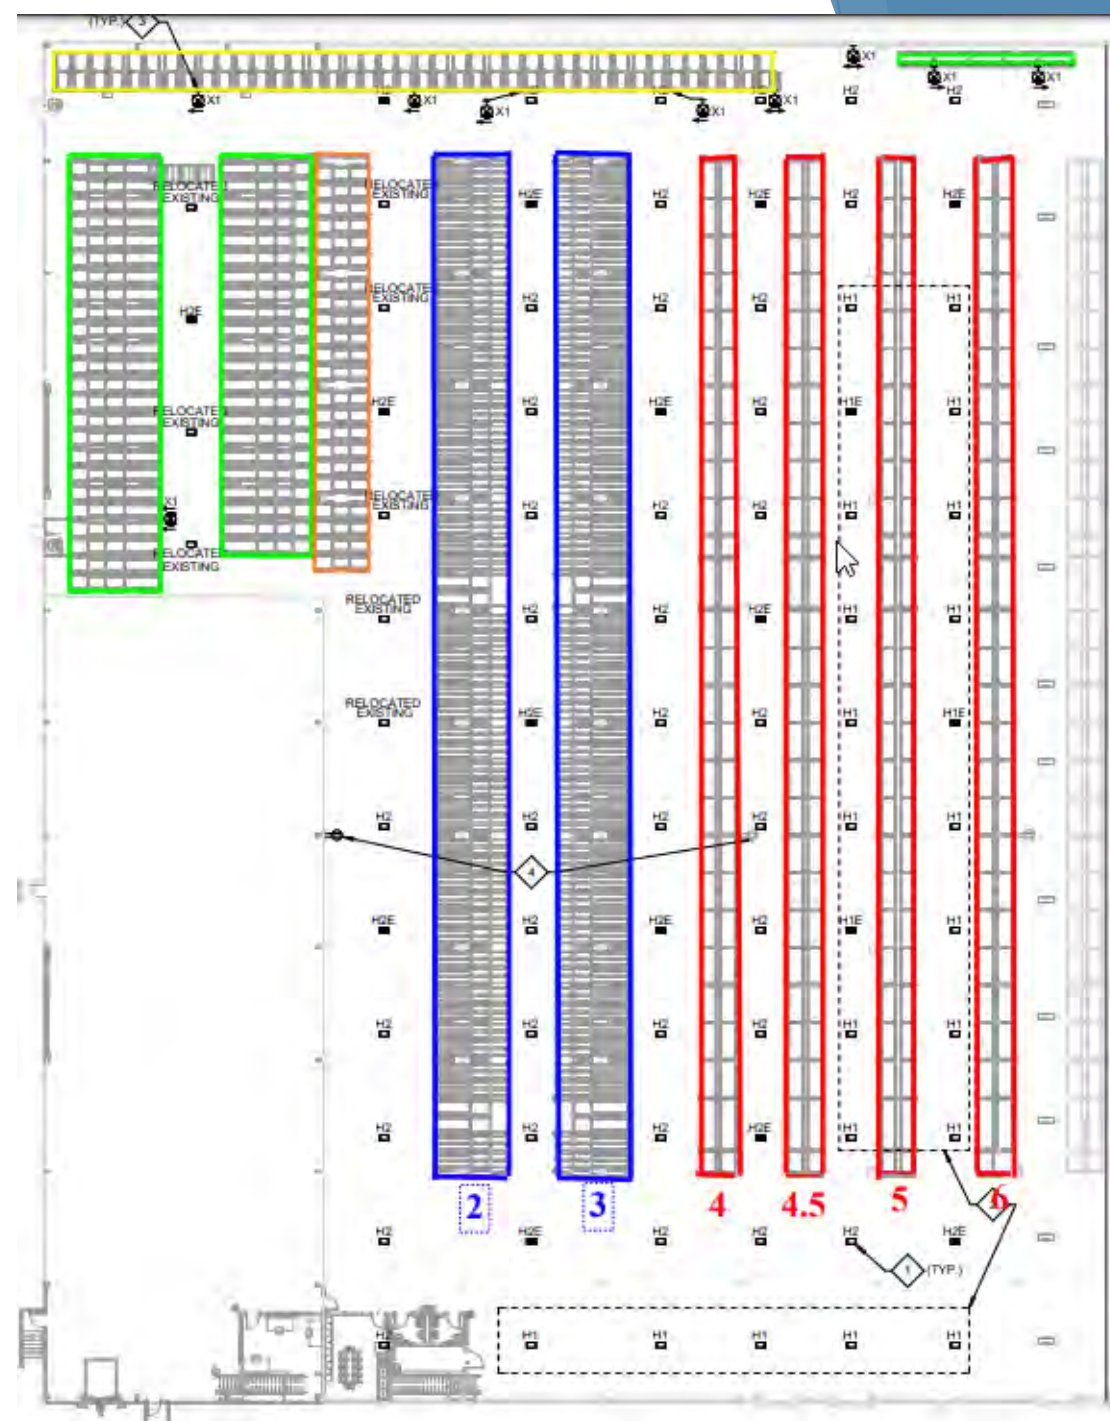 (TYP.) 3
X1
X1 X1
X1 X1 X1 X1 X1 H2 H2 H2
RELOCATED RELOCATED H2E H2 H2E H2 H2E
EXISTING EXISTING
H2E RELOCATED H2 H2 H2 H1 H1
EXISTING
RELOCATED H2E H2 H2E H2 H1E H1
EXISTING
X1 RELOCATED H2 H2 H2 H1 H1
EXISTING
RELOCATED
EXISTING
RELOCATED H2 H2 H2E H1 H1
EXISTING
RELOCATED H2E H2 H2 H1 H1E
EXISTING
H2 H2 H2 H2 H1 H1
4
H2E H2 H2E H2 H1E H1
H2 H2 H2 H2 H1 H1
H2 H2 H2 H2E H1 H1
2 3 4 4.5 5 6
H2 H2E H2 H2 H2 H2E
1 (TYP.)
H2 H1 H1 H1 H1 H1